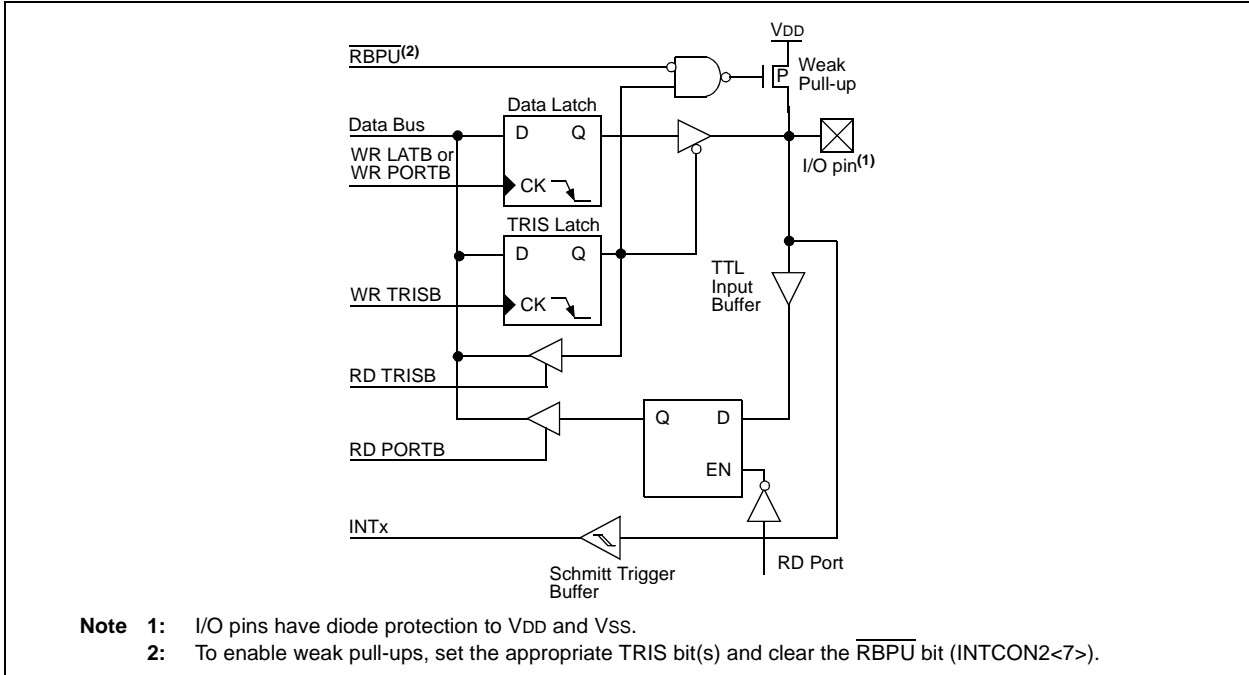 VDD
RBPU(2)
Weak
Pull-up
P
Data Latch
Data Bus
D Q
WR LATB or
WR PORTB
CK
I/O pin(1)
TRIS Latch
D Q
TTL
Input
Buffer
WR TRISB
CK
RD TRISB
Q D
RD PORTB
EN
INTx
RD Port
Schmitt Trigger
Buffer
Note 1: I/O pins have diode protection to VDD and VSS.
2: To enable weak pull-ups, set the appropriate TRIS bit(s) and clear the RBPU bit (INTCON2<7>).